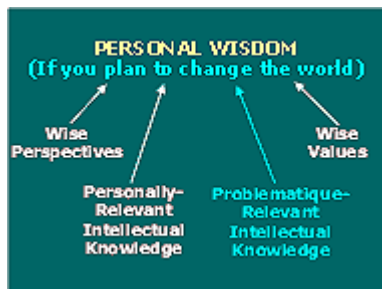 PERSONAL WISDOM
(If you plan to change the world)
Wise
Perspectives
Wise
Values
Personally-
Relevant
Intellectual
Knowledge
Problematique-
Relevant
Intellectual
Knowledge